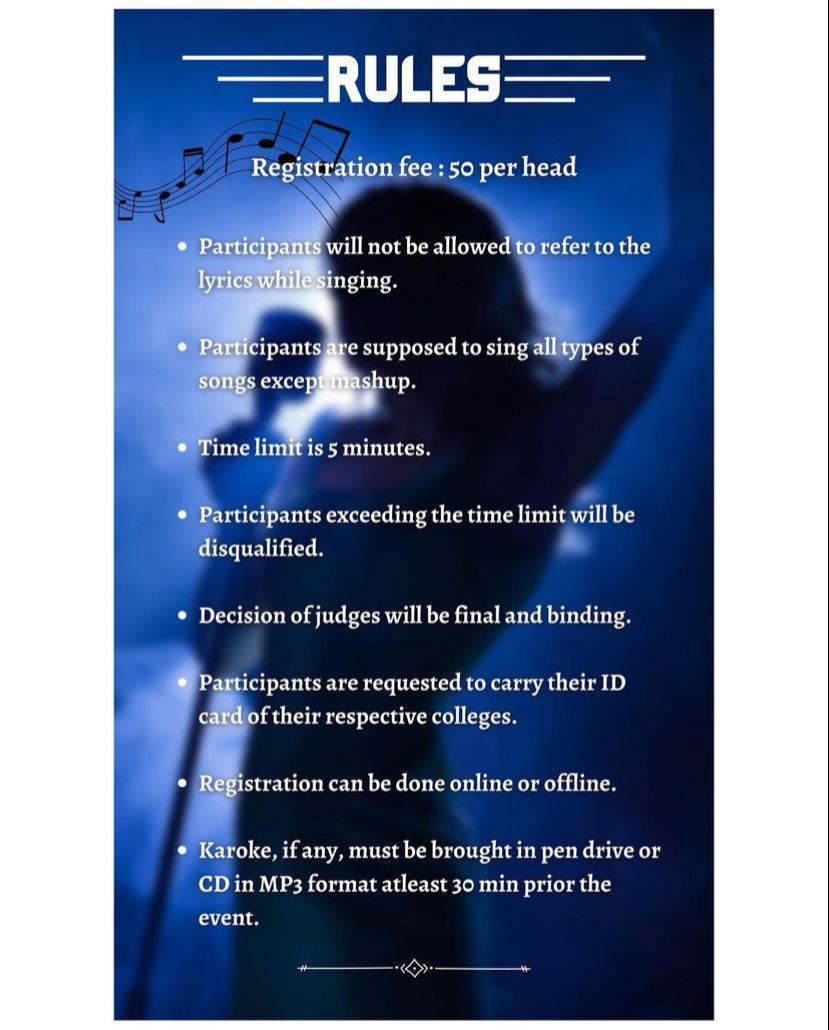 RULES
Registration fee : 50 per head
• Participants will not be allowed to refer to the
lyrics while singing.
• Participants are supposed to sing all types of
songs except mashup.
• Time limit is 5 minutes.
• Participants exceeding the time limit will be
disqualified.
• Decision of judges will be final and binding.
• Participants are requested to carry their ID
card of their respective colleges.
• Registration can be done online or offline.
• Karoke, if any, must be brought in pen drive or
CD in MP3 format atleast 30 min prior the
event.